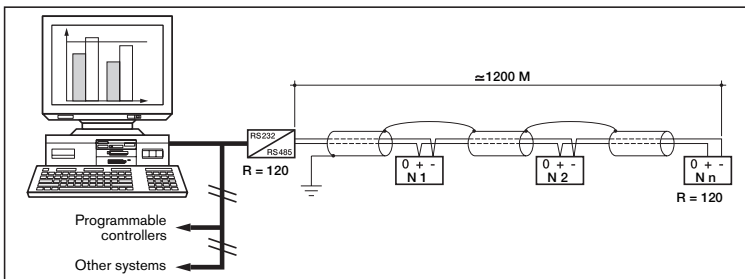 ≃1200 M
RS232
RS485
R = 120
0 + -
N 1
0 + -
N 2
0 + -
N n
R = 120
Programmable
controllers
Other systems